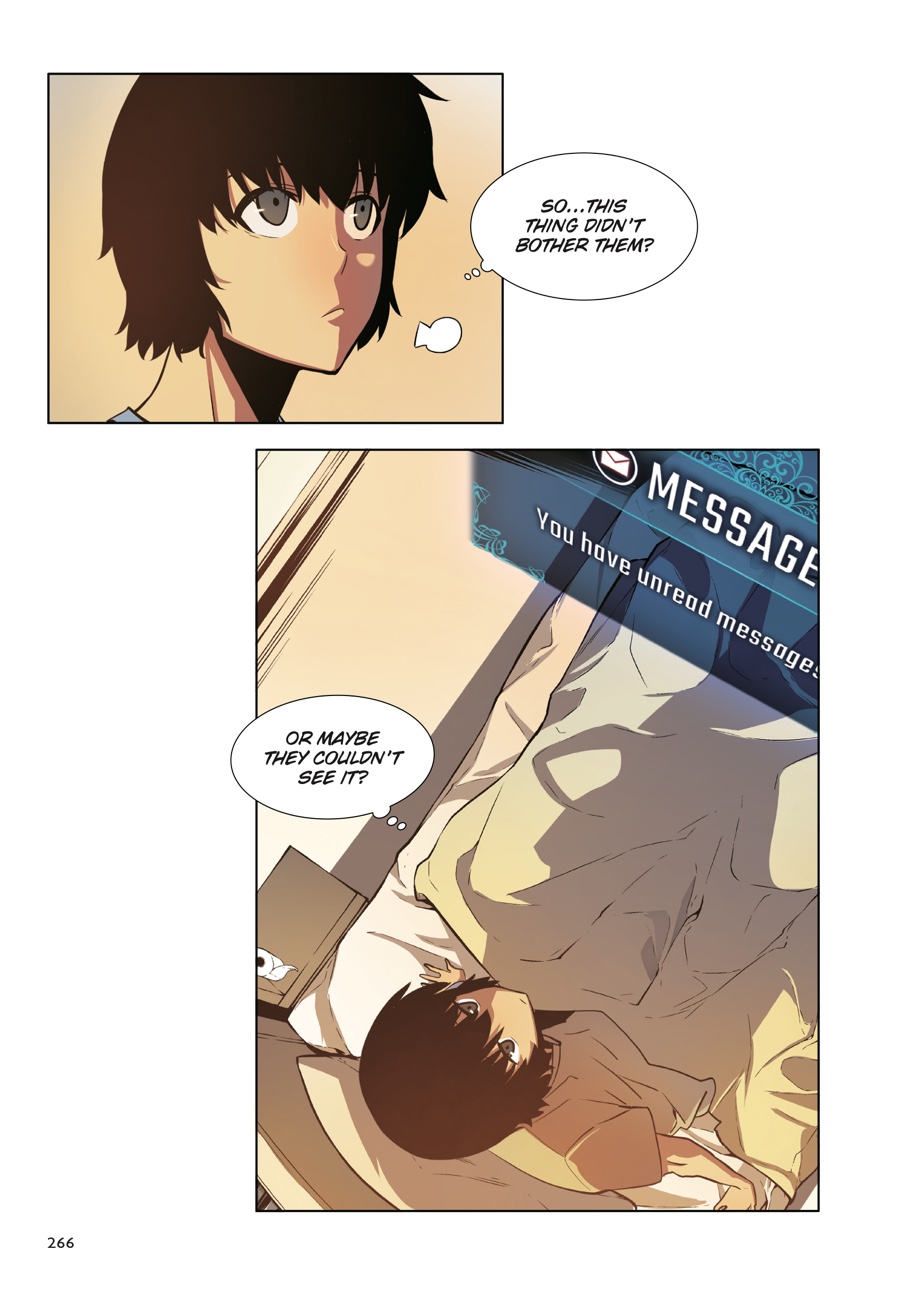 SO...THIS
THING DIDN'T
BOTHER THEM?
MESSAGE
You have unread messages
OR MAYBE
THEY COULDN'T
SEE IT?
266